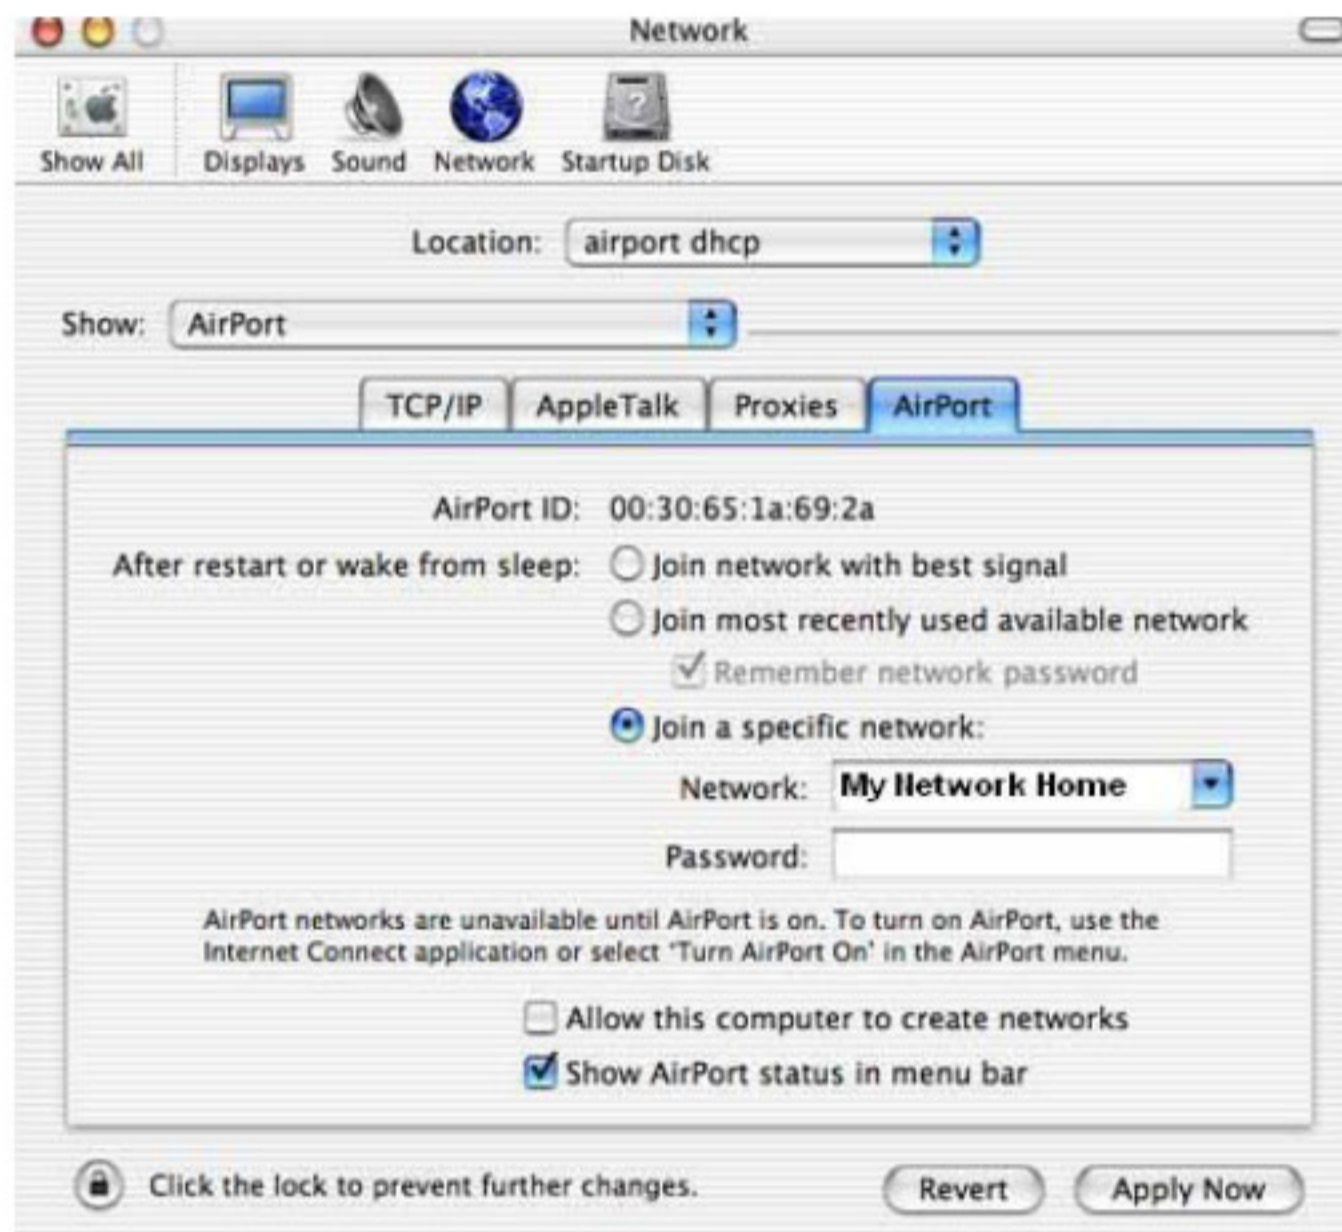 Network
Show All Displays Sound Network Startup Disk
Location: airport dhcp
Show: AirPort
TCP/IP AppleTalk Proxies AirPort
AirPort ID: 00:30:65:1a:69:2a
After restart or wake from sleep: Join network with best signal
Join most recently used available network
Remember network password
Join a specific network:
Network: My Network Home
Password:
AirPort networks are unavailable until AirPort is on. To turn on AirPort, use the
Internet Connect application or select 'Turn AirPort On' in the AirPort menu.
Allow this computer to create networks
Show AirPort status in menu bar
Click the lock to prevent further changes. Revert Apply Now